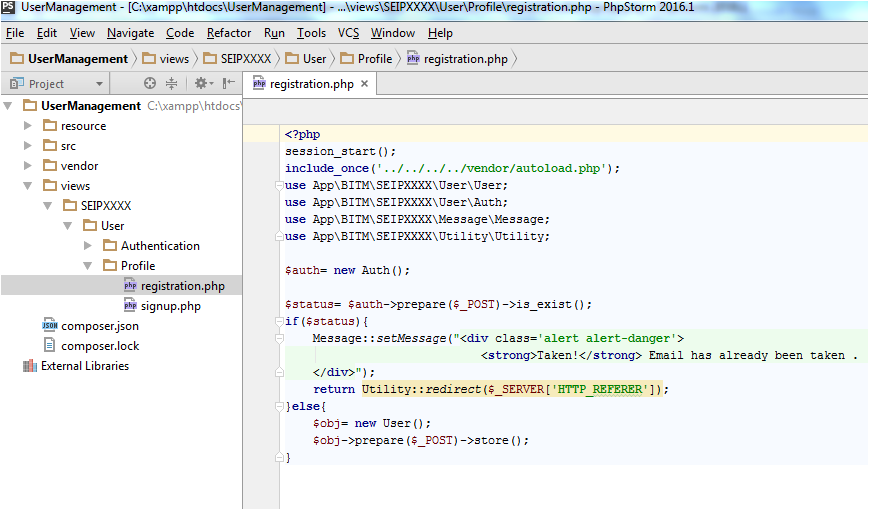 PS UserManagement - [C:\xampp\htdocs\UserManagement] - ...\views\SEIPXXXX\User\Profile\registration.php - PhpStorm 2016.1
File Edit View Navigate Code Refactor Run Tools VCS Window Help
UserManagement views SEIPXXXX User Profile php registration.php
Project
php registration.php ×
UserManagement C:\xampp\htdocs\
resource
src
vendor
views
SEIPXXXX
User
Authentication
Profile
php registration.php
php signup.php
JSON composer.json
composer.lock
External Libraries
<?php
session_start();
include_once('../../../../vendor/autoload.php');
use App\BITM\SEIPXXXX\User\User;
use App\BITM\SEIPXXXX\User\Auth;
use App\BITM\SEIPXXXX\Message\Message;
use App\BITM\SEIPXXXX\Utility\Utility;
$auth= new Auth();
$status= $auth->prepare($_POST)->is_exist();
if($status){
Message::setMessage("<div class='alert alert-danger'>
<strong>Taken!</strong> Email has already been taken .
</div>");
return Utility::redirect($_SERVER['HTTP_REFERER']);
}else{
$obj= new User();
$obj->prepare($_POST)->store();
}